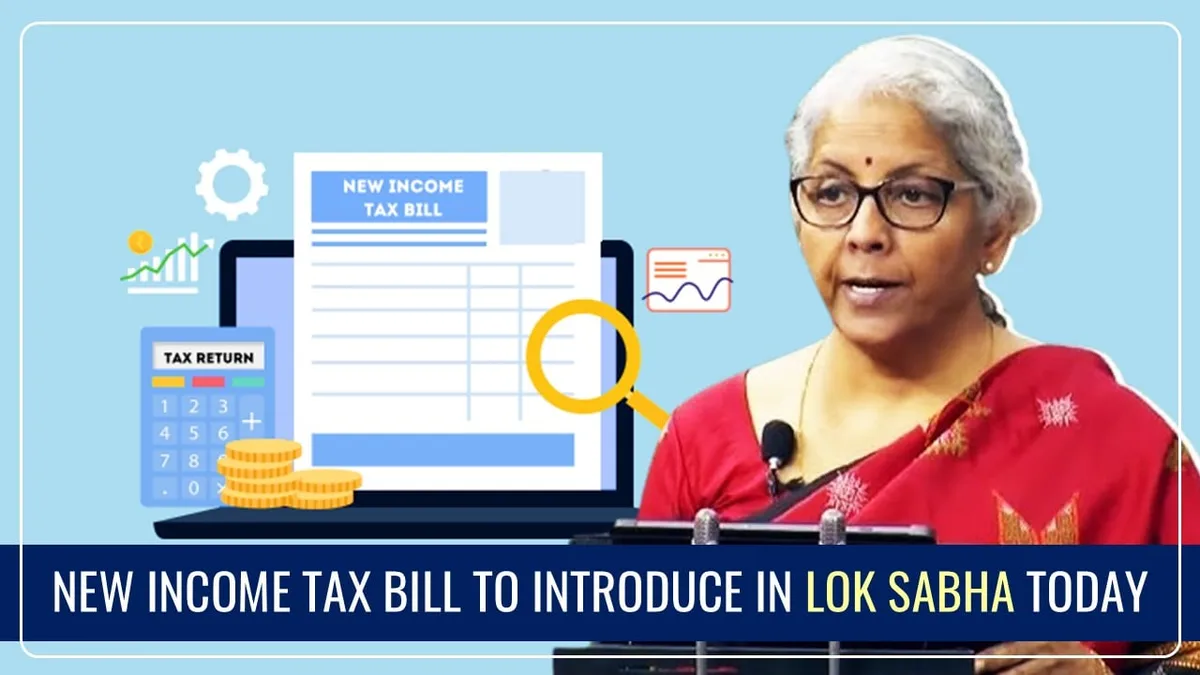 NEW INCOME
TAX BILL
TAX RETURN
1 2 3
+
4 5 6
7 8
. 0
NEW INCOME TAX BILL TO INTRODUCE IN LOK SABHA TODAY